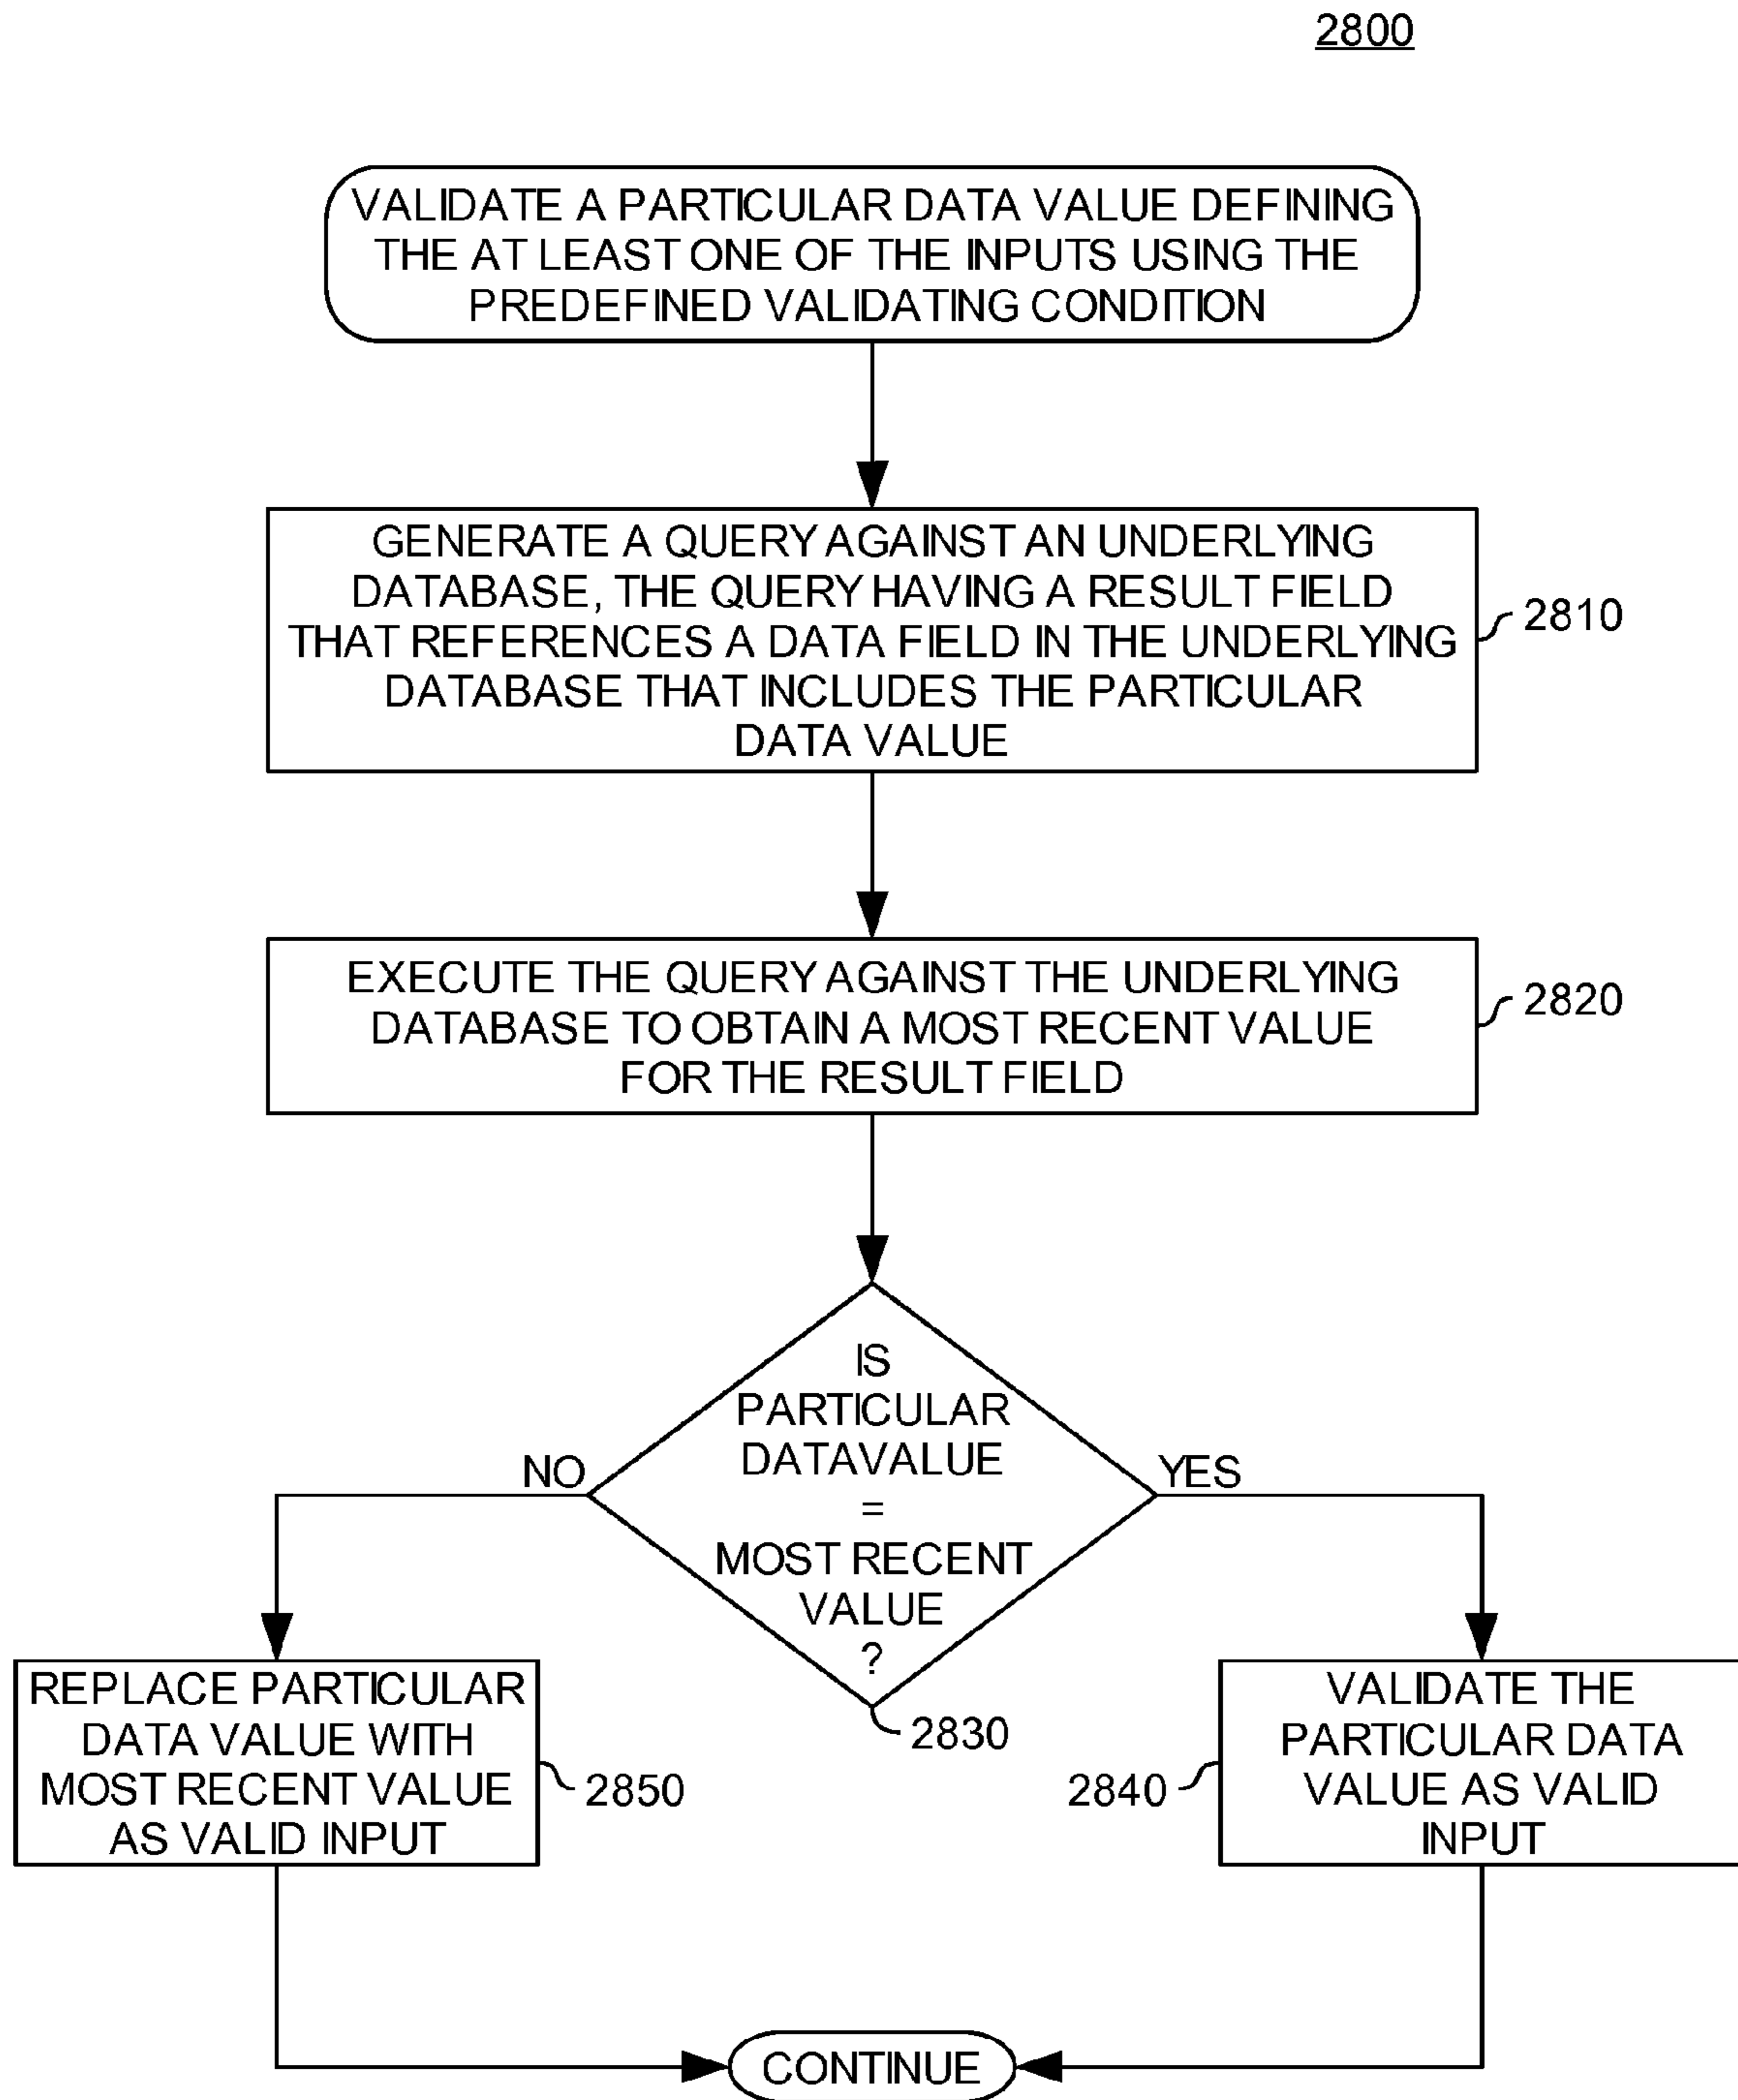 2800
VALIDATE A PARTICULAR DATA VALUE DEFINING
THE AT LEAST ONE OF THE INPUTS USING THE
PREDEFINED VALIDATING CONDITION
GENERATE A QUERY AGAINST AN UNDERLYING
DATABASE, THE QUERY HAVING A RESULT FIELD
THAT REFERENCES A DATA FIELD IN THE UNDERLYING
DATABASE THAT INCLUDES THE PARTICULAR
DATA VALUE
2810
EXECUTE THE QUERY AGAINST THE UNDERLYING
DATABASE TO OBTAIN A MOST RECENT VALUE
FOR THE RESULT FIELD
2820
IS
PARTICULAR
DATAVALUE
=
MOST RECENT
VALUE
?
NO
YES
2830
REPLACE PARTICULAR
DATA VALUE WITH
MOST RECENT VALUE
AS VALID INPUT
2850
2840
VALIDATE THE
PARTICULAR DATA
VALUE AS VALID
INPUT
CONTINUE